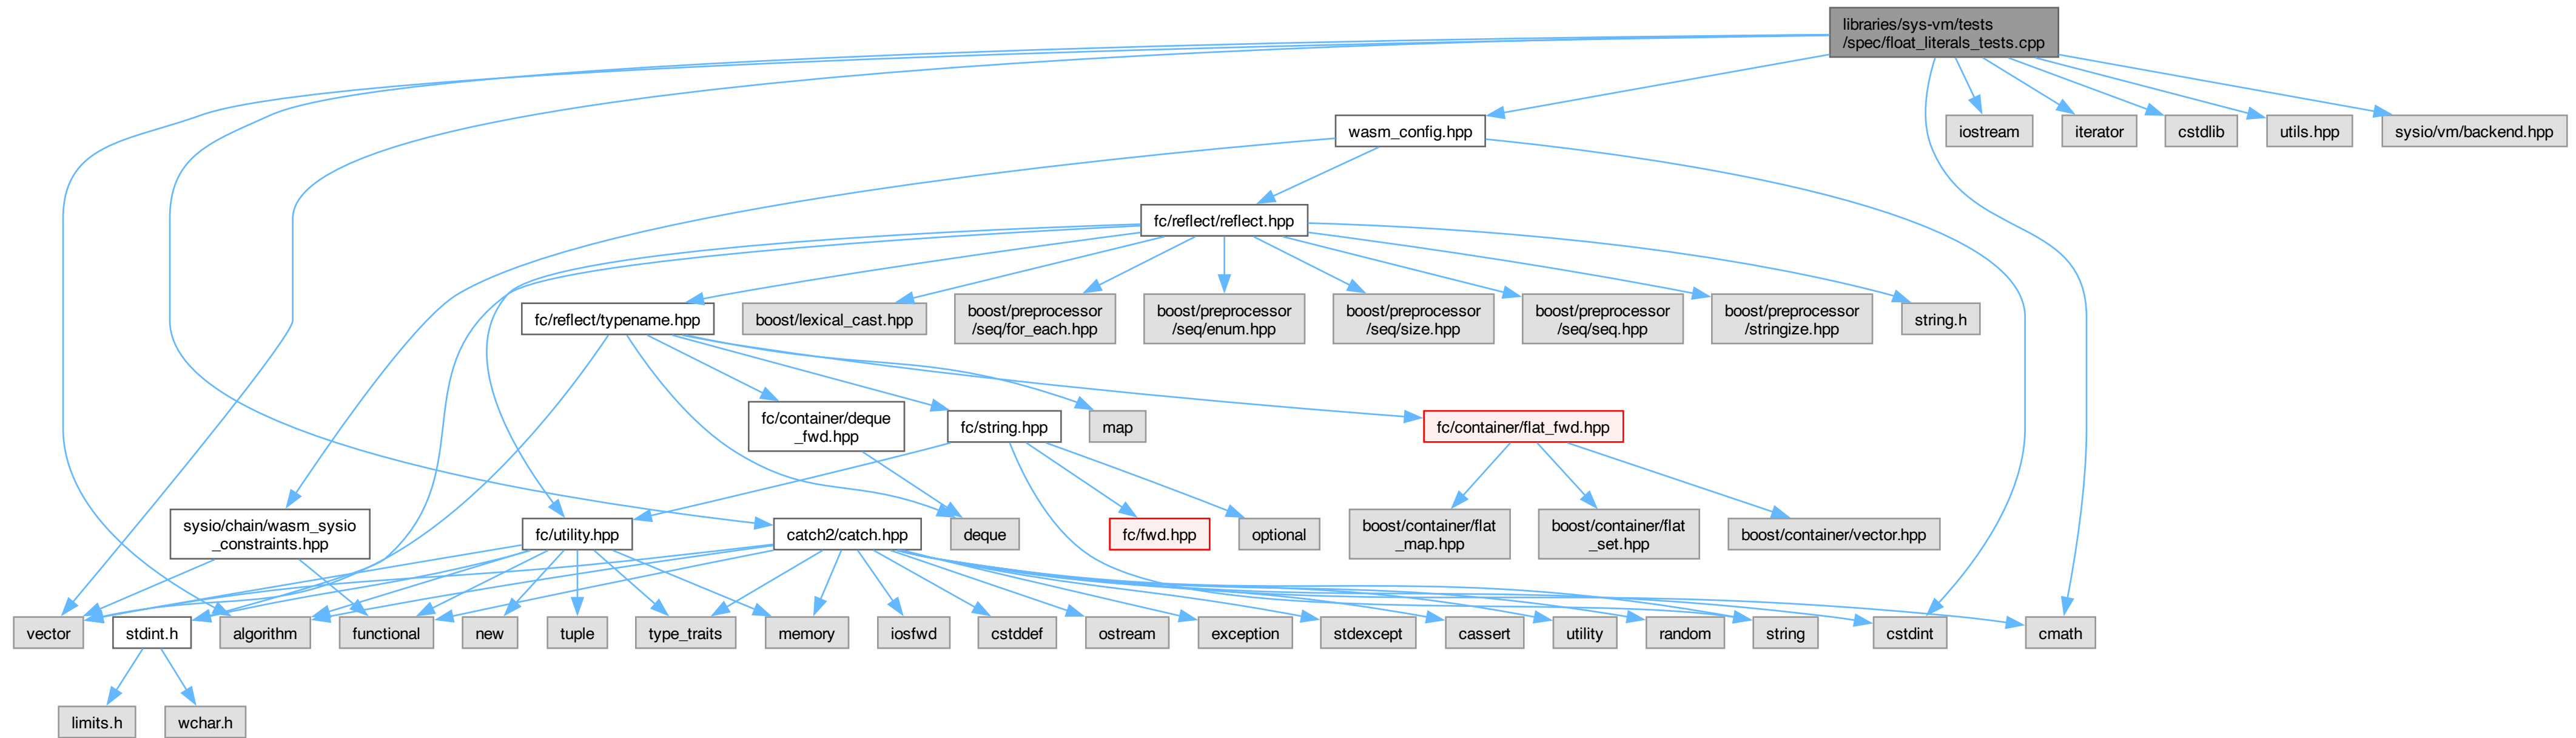 libraries/sys-vm/tests
/spec/float_literals_tests.cpp
wasm_config.hpp
iostream
iterator
cstdlib
utils.hpp
sysio/vm/backend.hpp
fc/reflect/reflect.hpp
fc/reflect/typename.hpp
boost/lexical_cast.hpp
boost/preprocessor
/seq/for_each.hpp
boost/preprocessor
/seq/enum.hpp
boost/preprocessor
/seq/size.hpp
boost/preprocessor
/seq/seq.hpp
boost/preprocessor
/stringize.hpp
string.h
fc/container/deque
_fwd.hpp
fc/string.hpp
map
fc/container/flat_fwd.hpp
sysio/chain/wasm_sysio
_constraints.hpp
fc/utility.hpp
catch2/catch.hpp
deque
fc/fwd.hpp
optional
boost/container/flat
_map.hpp
boost/container/flat
_set.hpp
boost/container/vector.hpp
vector
stdint.h
algorithm
functional
new
tuple
type_traits
memory
iosfwd
cstddef
ostream
exception
stdexcept
cassert
utility
random
string
cstdint
cmath
limits.h
wchar.h